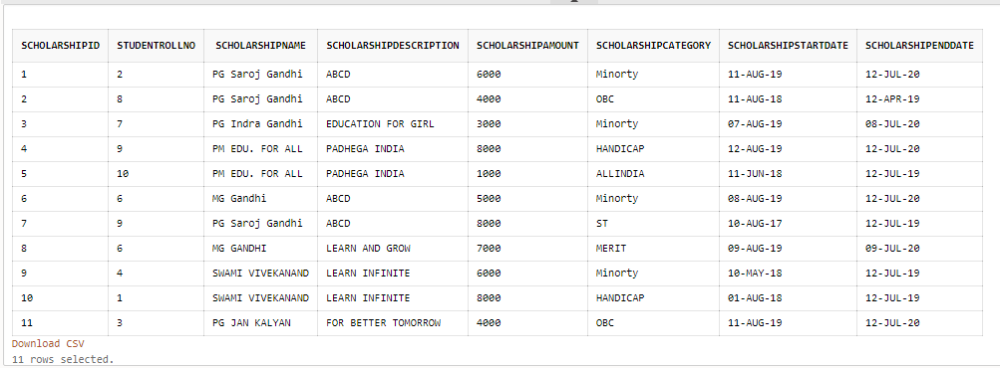 SCHOLARSHIPID STUDENTROLLNO SCHOLARSHIPNAME SCHOLARSHIPDESCRIPTION SCHOLARSHIPAMOUNT SCHOLARSHIPCATEGORY SCHOLARSHIPSTARTDATE SCHOLARSHIPENDDATE
1 2 PG Saroj Gandhi ABCD 6000 Minorty 11-AUG-19 12-JUL-20
2 8 PG Saroj Gandhi ABCD 4000 OBC 11-AUG-18 12-APR-19
3 7 PG Indra Gandhi EDUCATION FOR GIRL 3000 Minorty 07-AUG-19 08-JUL-20
4 9 PM EDU. FOR ALL PADHEGA INDIA 8000 HANDICAP 12-AUG-19 12-JUL-20
5 10 PM EDU. FOR ALL PADHEGA INDIA 1000 ALLINDIA 11-JUN-18 12-JUL-19
6 6 MG Gandhi ABCD 5000 Minorty 08-AUG-19 12-JUL-20
7 9 PG Saroj Gandhi ABCD 8000 ST 10-AUG-17 12-JUL-19
8 6 MG GANDHI LEARN AND GROW 7000 MERIT 09-AUG-19 09-JUL-20
9 4 SWAMI VIVEKANAND LEARN INFINITE 6000 Minorty 10-MAY-18 12-JUL-19
10 1 SWAMI VIVEKANAND LEARN INFINITE 8000 HANDICAP 01-AUG-18 12-JUL-19
11 3 PG JAN KALYAN FOR BETTER TOMORROW 4000 OBC 11-AUG-19 12-JUL-20
Download CSV
11 rows selected.